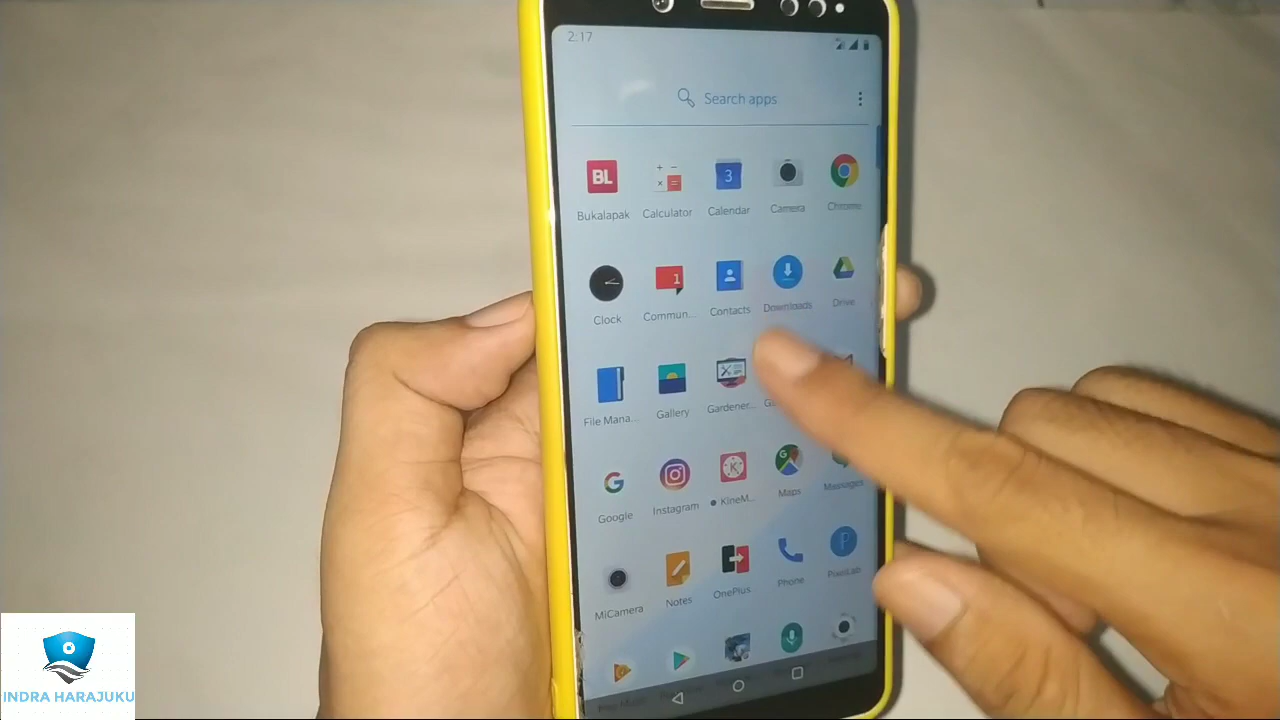 2:17
Search apps
BL
3
Bukalapak Calculator Calendar Camera Chrome
1
Clock Commun... Contacts Downloads Drive
File Mana... Gallery Gardener...
Google Instagram KineM... Maps Messages
MiCamera Notes OnePlus Phone PixelLab
INDRA HARAJUKU